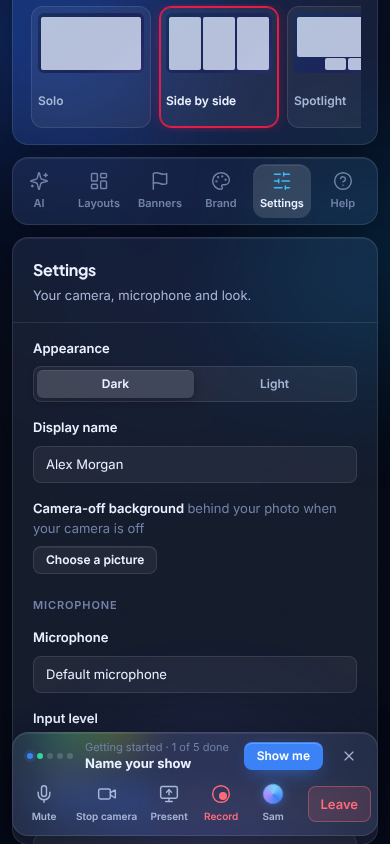 Solo
Side by side
Spotlight
AI
Layouts
Banners
Brand
Settings
Help
Settings
Your camera, microphone and look.
Appearance
Dark
Light
Display name
Alex Morgan
Camera-off background behind your photo when
your camera is off
Choose a picture
MICROPHONE
Microphone
Default microphone
Input level
Getting started · 1 of 5 done
Name your show
Show me
Mute
Stop camera
Present
Record
Sam
Leave